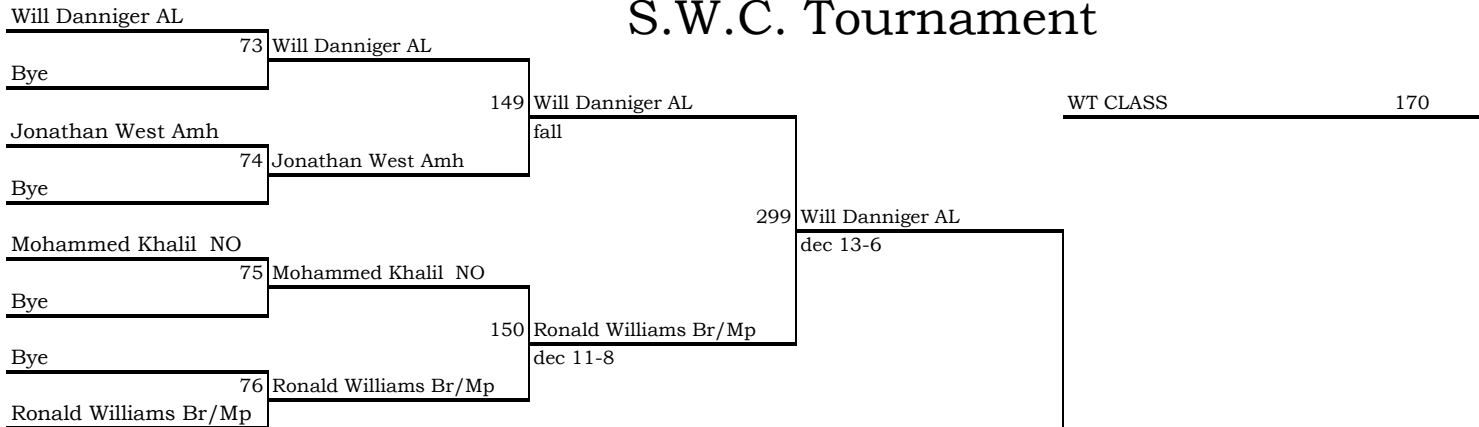 S.W.C. Tournament
WT CLASS 170
Will Danniger AL
73 Will Danniger AL
Bye
149 Will Danniger AL
fall
Jonathan West Amh
74 Jonathan West Amh
Bye
299 Will Danniger AL
dec 13-6
Mohammed Khalil NO
75 Mohammed Khalil NO
Bye
150 Ronald Williams Br/Mp
dec 11-8
Bye
76 Ronald Williams Br/Mp
Ronald Williams Br/Mp